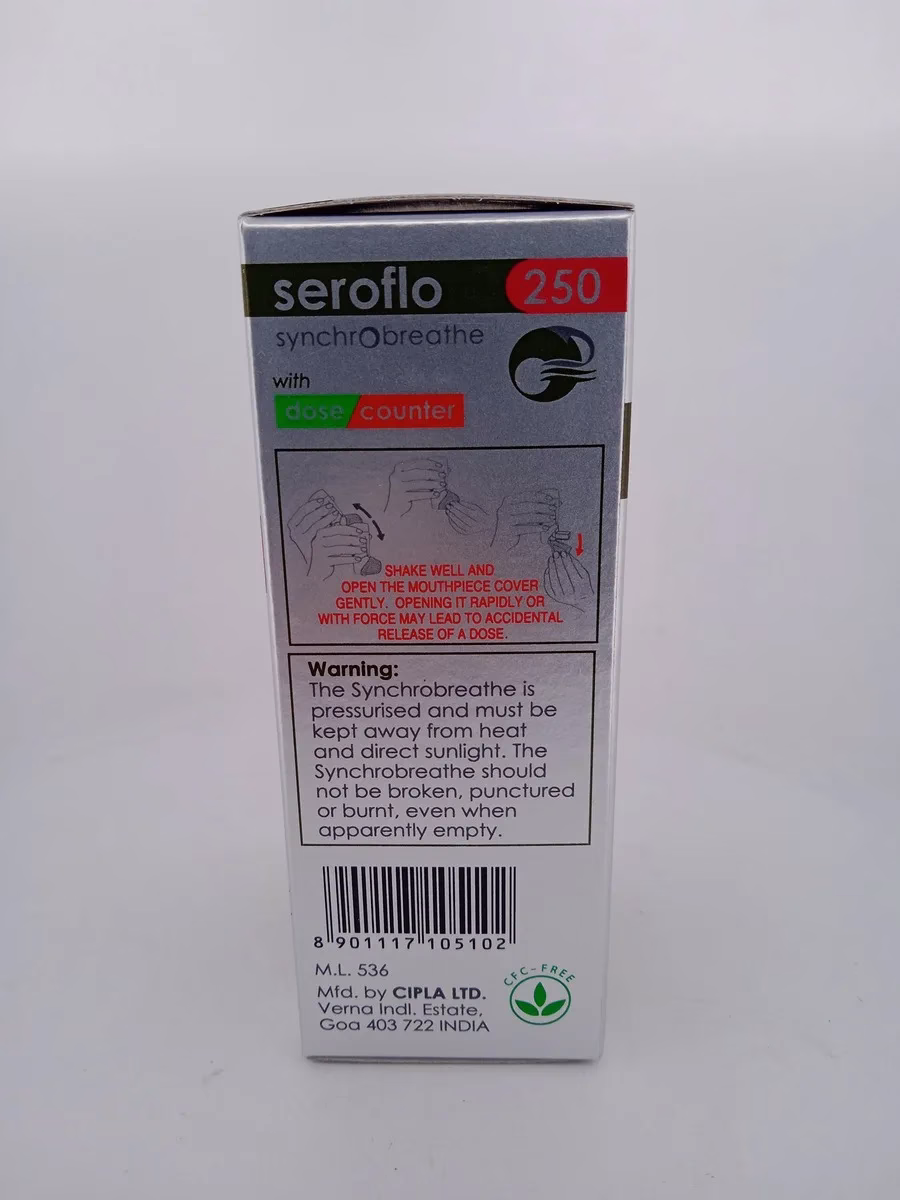 seroflo 250
synchrObreathe
with
dose counter
SHAKE WELL AND
OPEN THE MOUTHPIECE COVER
GENTLY. OPENING IT RAPIDLY OR
WITH FORCE MAY LEAD TO ACCIDENTAL
RELEASE OF A DOSE.
Warning:
The Synchrobreathe is
pressurised and must be
kept away from heat
and direct sunlight. The
Synchrobreathe should
not be broken, punctured
or burnt, even when
apparently empty.
8 901117 105102
M.L. 536
CFC-FREE
Mfd. by CIPLA LTD.
Verna Indl. Estate,
Goa 403 722 INDIA